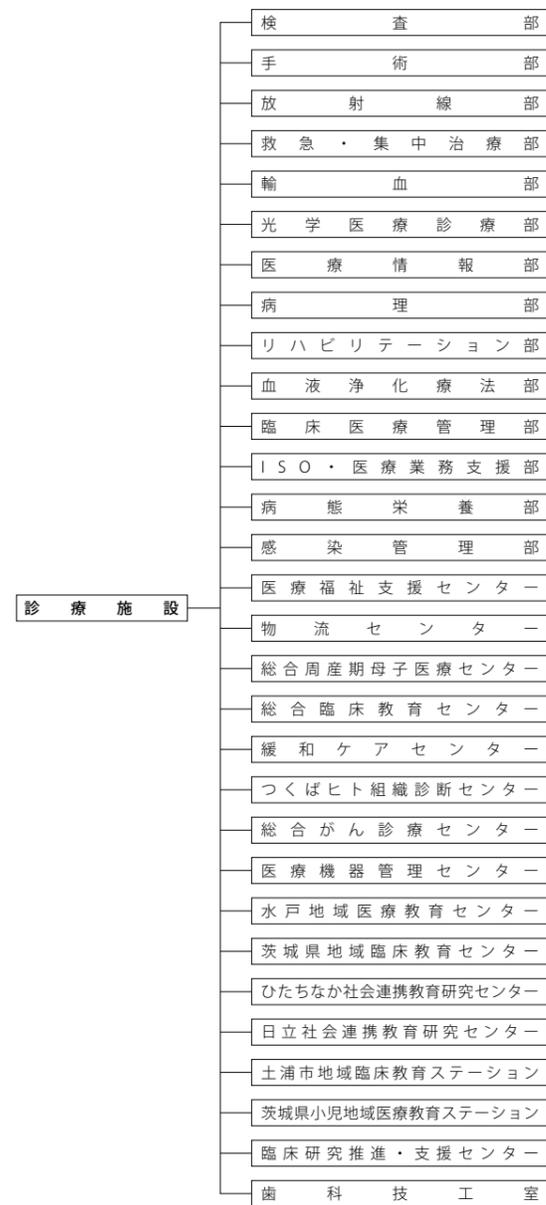 検査部
手術部
放射線部
救急・集中治療部
輸血部
光学医療診療部
医療情報部
病理部
リハビリテーション部
血液浄化療法部
臨床医療管理部
ISO・医療業務支援部
病態栄養部
感染管理部
医療福祉支援センター
診療施設
物流センター
総合周産期母子医療センター
総合臨床教育センター
緩和ケアセンター
つくばヒト組織診断センター
総合がん診療センター
医療機器管理センター
水戸地域医療教育センター
茨城県地域臨床教育センター
ひたちなか社会連携教育研究センター
日立社会連携教育研究センター
土浦市地域臨床教育ステーション
茨城県小児地域医療教育ステーション
臨床研究推進・支援センター
歯科技工室